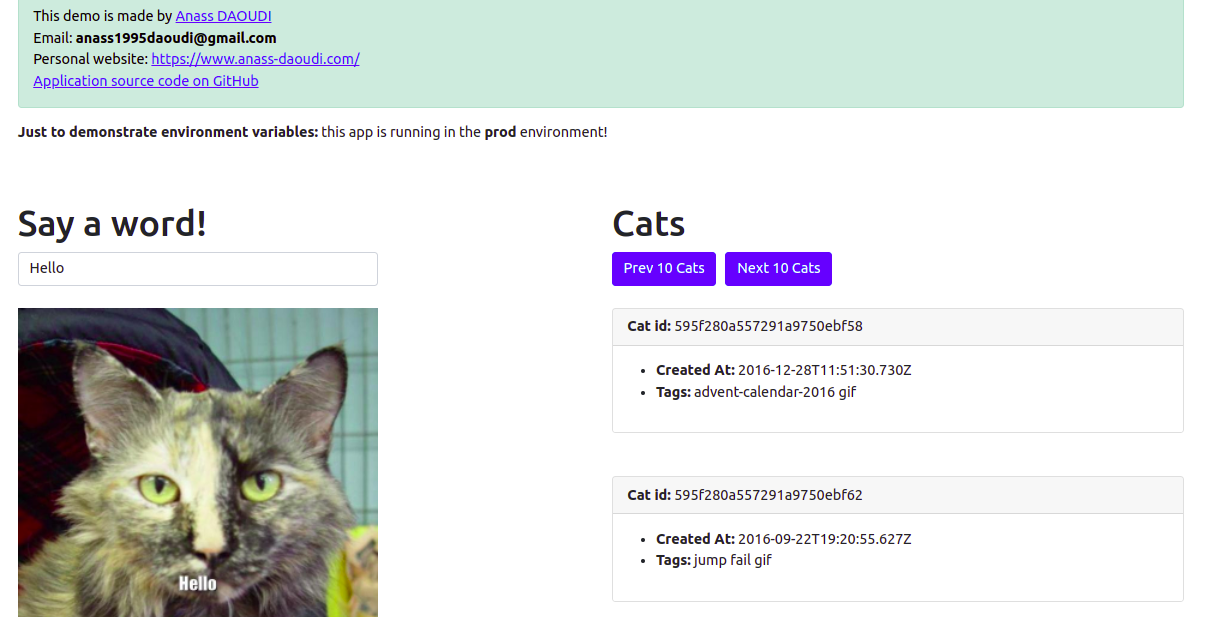 This demo is made by Anass DAOUDI
Email: anass1995daoudi@gmail.com
Personal website: https://www.anass-daoudi.com/
Application source code on GitHub
Just to demonstrate environment variables: this app is running in the prod environment!
Say a word!
Hello
Hello
Cats
Prev 10 Cats Next 10 Cats
Cat id: 595f280a557291a9750ebf58
Created At: 2016-12-28T11:51:30.730Z
Tags: advent-calendar-2016 gif
Cat id: 595f280a557291a9750ebf62
Created At: 2016-09-22T19:20:55.627Z
Tags: jump fail gif